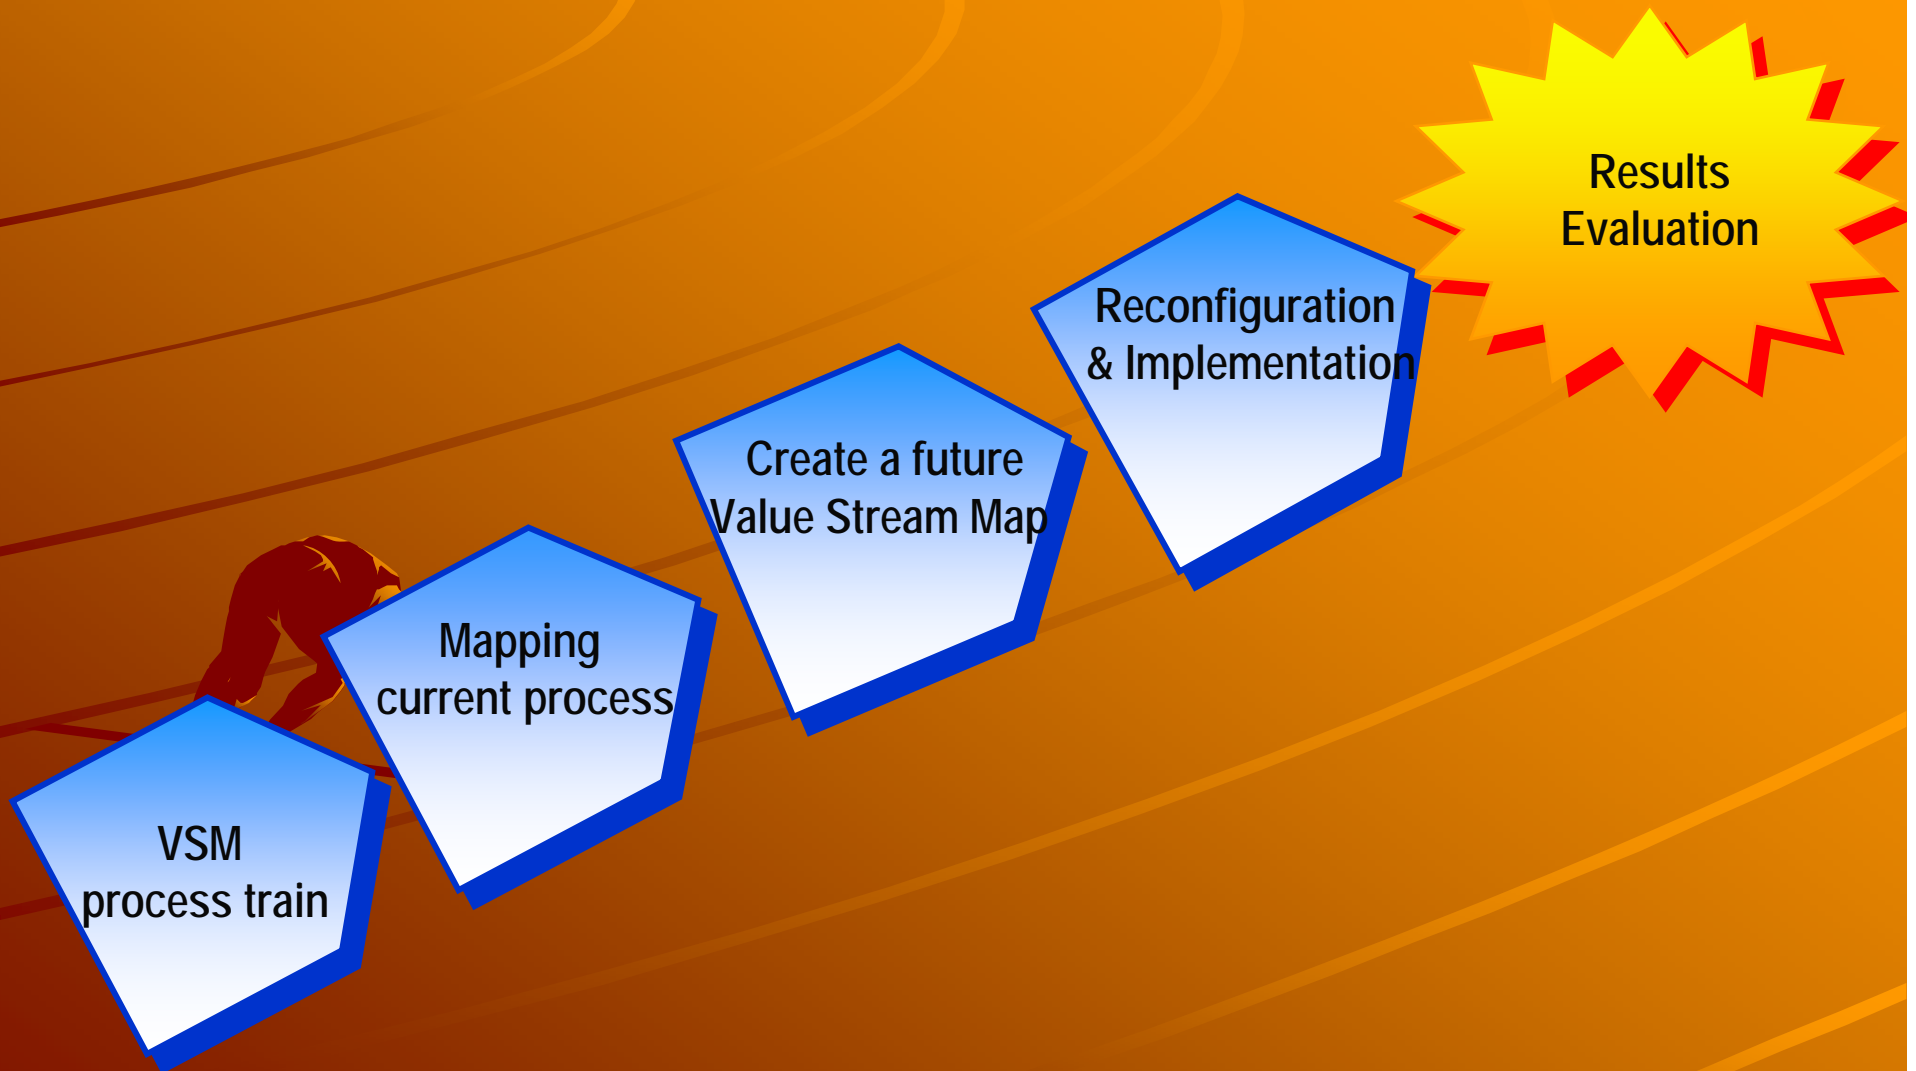 VSM
process train
Mapping
current process
Create a future
Value Stream Map
Reconfiguration
& Implementation
Results
Evaluation